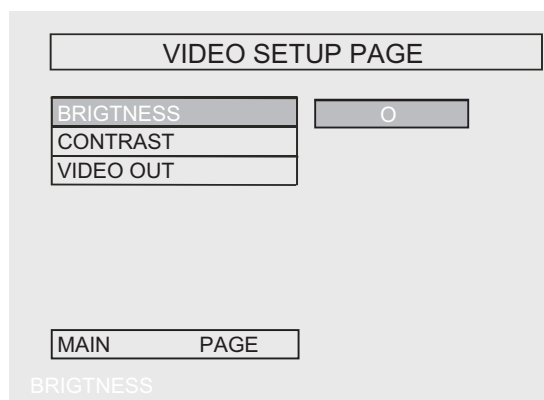 VIDEO SETUP PAGE
BRIGTNESS O
CONTRAST
VIDEO OUT
MAIN PAGE
BRIGTNESS